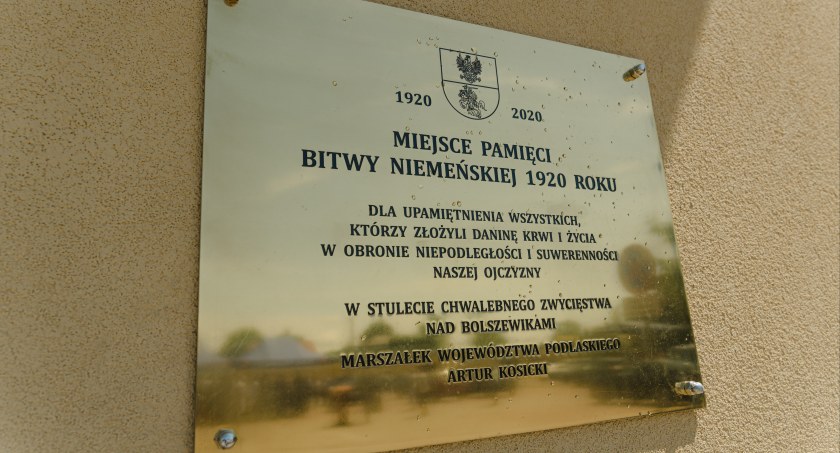 1920 2020
MIEJSCE PAMIĘCI
BITWY NIEMEŃSKIEJ 1920 ROKU
DLA UPAMIĘTNIENIA WSZYSTKICH,
KTÓRZY ZŁOŻYLI DANINĘ KRWI I ŻYCIA
W OBRONIE NIEPODLEGŁOŚCI I SUWERENNOŚCI
NASZEJ OJCZYZNY
W STULECIE CHWALEBNEGO ZWYCIĘSTWA
NAD BOLSZEWIKAMI
MARSZAŁEK WOJEWÓDZTWA PODLASKIEGO
ARTUR KOSICKI